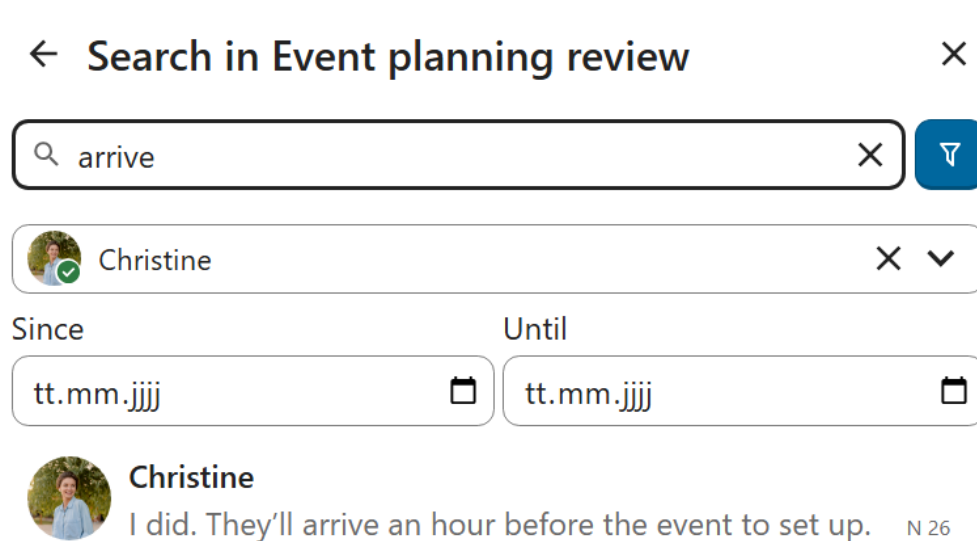 Search in Event planning review
arrive
Christine
Since Until
tt.mm.jjjj tt.mm.jjjj
Christine
I did. They’ll arrive an hour before the event to set up. N 26